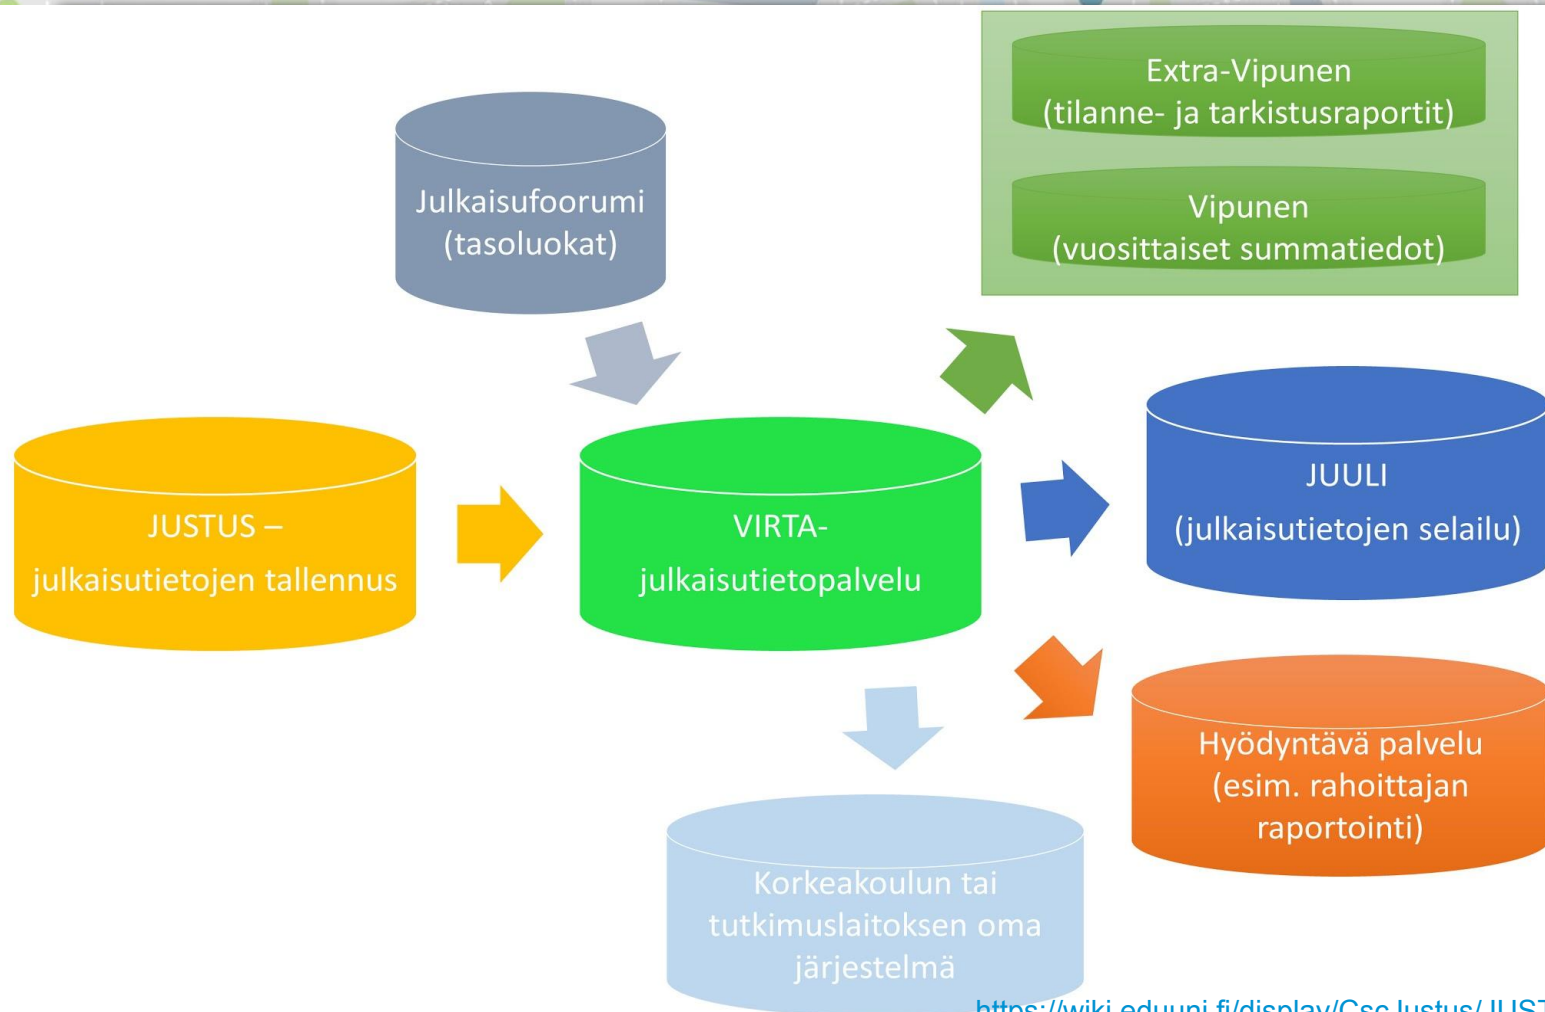 Extra-Vipunen
(tilanne- ja tarkistusraportit)
Vipunen
(vuosittaiset summatiedot)
Julkaisufoorumi
(tasoluokat)
JUSTUS –
julkaisutietojen tallennus
VIRTA-
julkaisutietopalvelu
JUULI
(julkaisutietojen selailu)
Hyödyntävä palvelu
(esim. rahoittajan
raportointi)
Korkeakoulun tai
tutkimuslaitoksen oma
järjestelmä
https://wiki.eduuni.fi/display/CscJustus/JUST